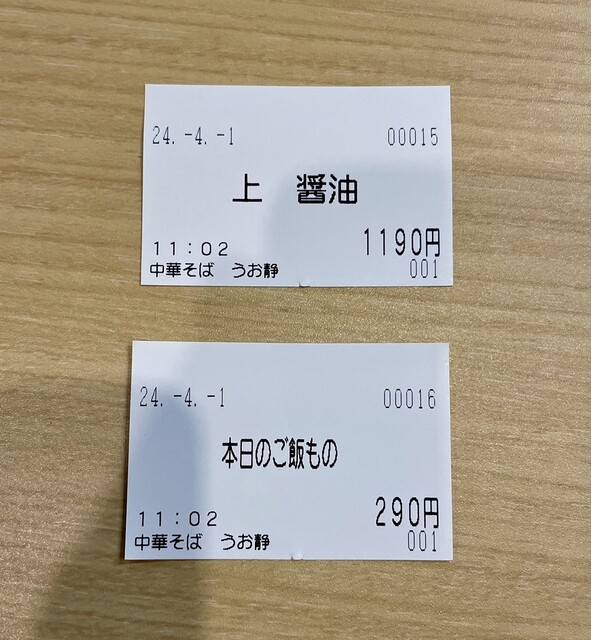 24.-4.-1 00015
上 醤油
1190円
11:02
中華そば うお静 001
24.-4.-1 00016
本日のご飯もの
290円
11:02
中華そば うお静 001